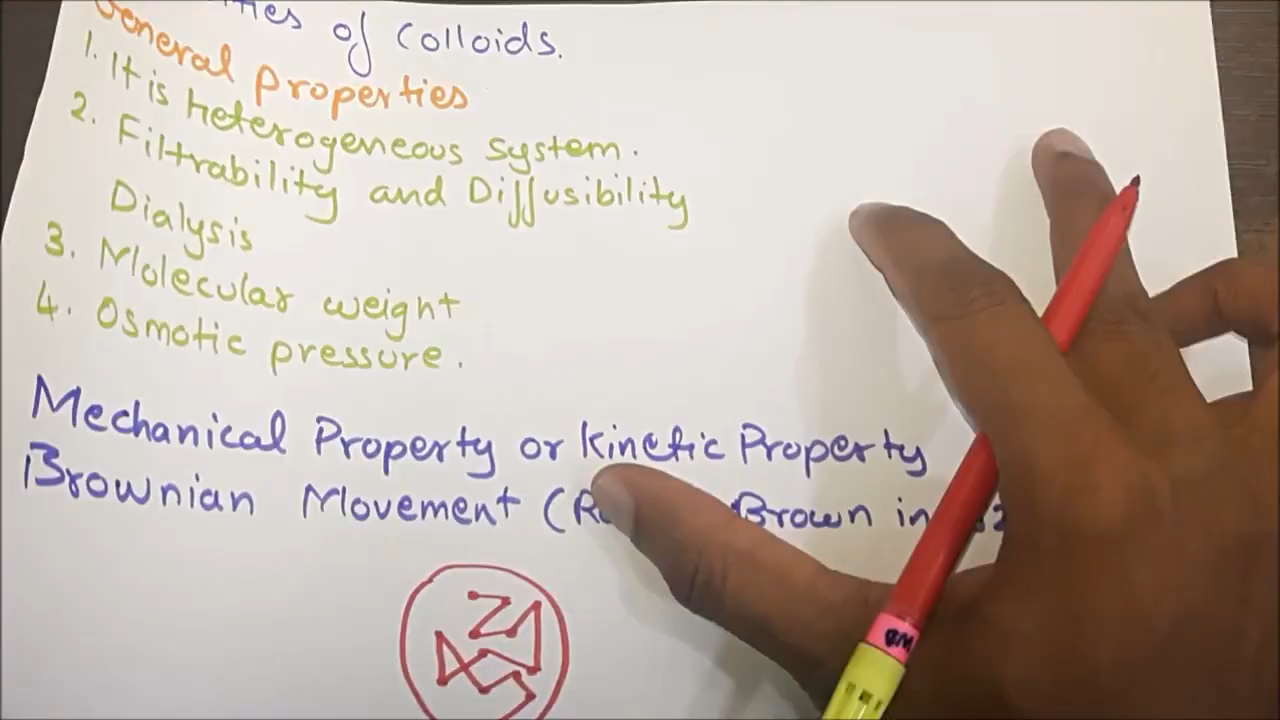 of Colloids.
General properties
1. It is heterogeneous system.
2. Filtrability and Diffusibility
Dialysis
3. Molecular weight
4. Osmotic pressure.
Mechanical Property or Kinetic Property
Brownian Movement ( Brown in
WB